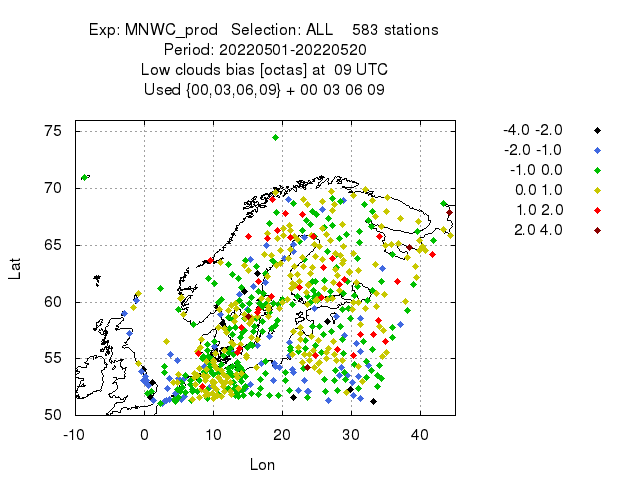 Exp: MNWC_prod   Selection: ALL    583 stations
Period: 20220501-20220520
Low clouds bias [octas] at  09 UTC
Used {00,03,06,09} + 00 03 06 09
-4.0 -2.0
-2.0 -1.0
-1.0 0.0
0.0 1.0
1.0 2.0
2.0 4.0
75
70
65
60
55
50
Lat
-10 0 10 20 30 40
Lon